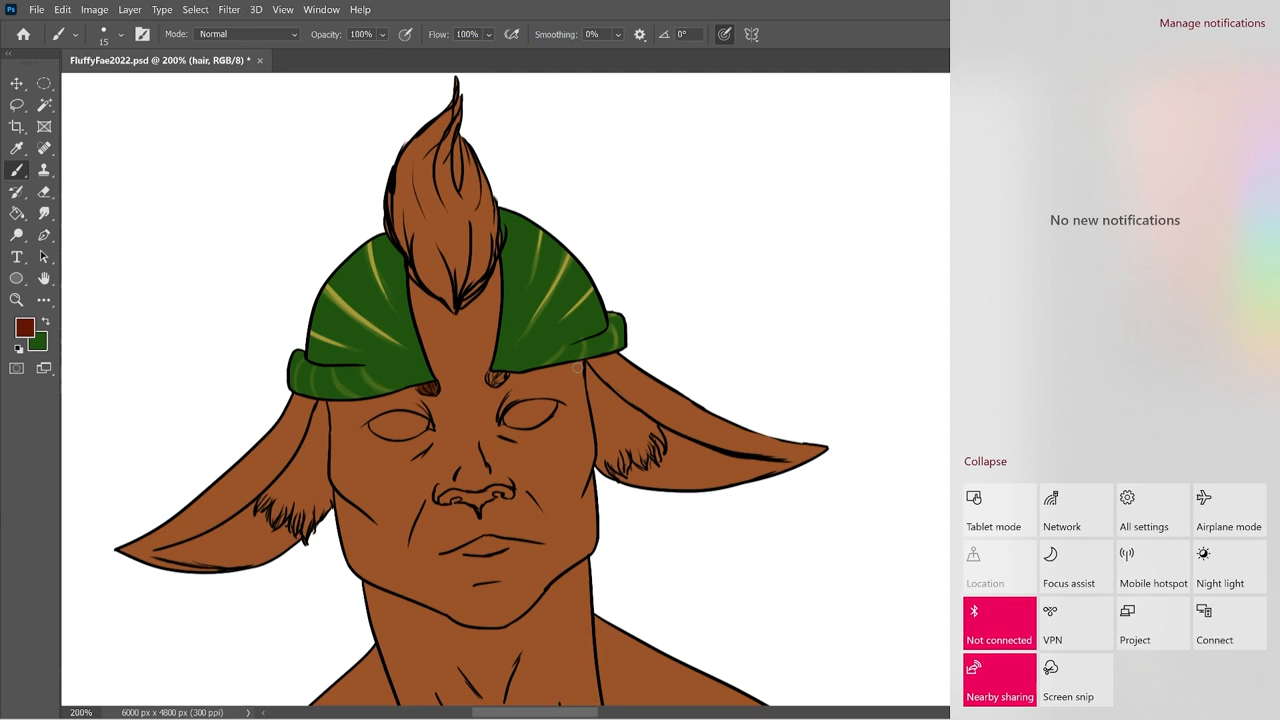 Ps File Edit Image Layer Type Select Filter 3D View Window Help
15 Mode: Normal Opacity: 100% Flow: 100% Smoothing: 0% 0°
FluffyFae2022.psd @ 200% (hair, RGB/8) * ×
200% 6000 px x 4800 px (300 ppi)
Manage notifications
No new notifications
Collapse
Tablet mode Network All settings Airplane mode
Location Focus assist Mobile hotspot Night light
Not connected VPN Project Connect
Nearby sharing Screen snip